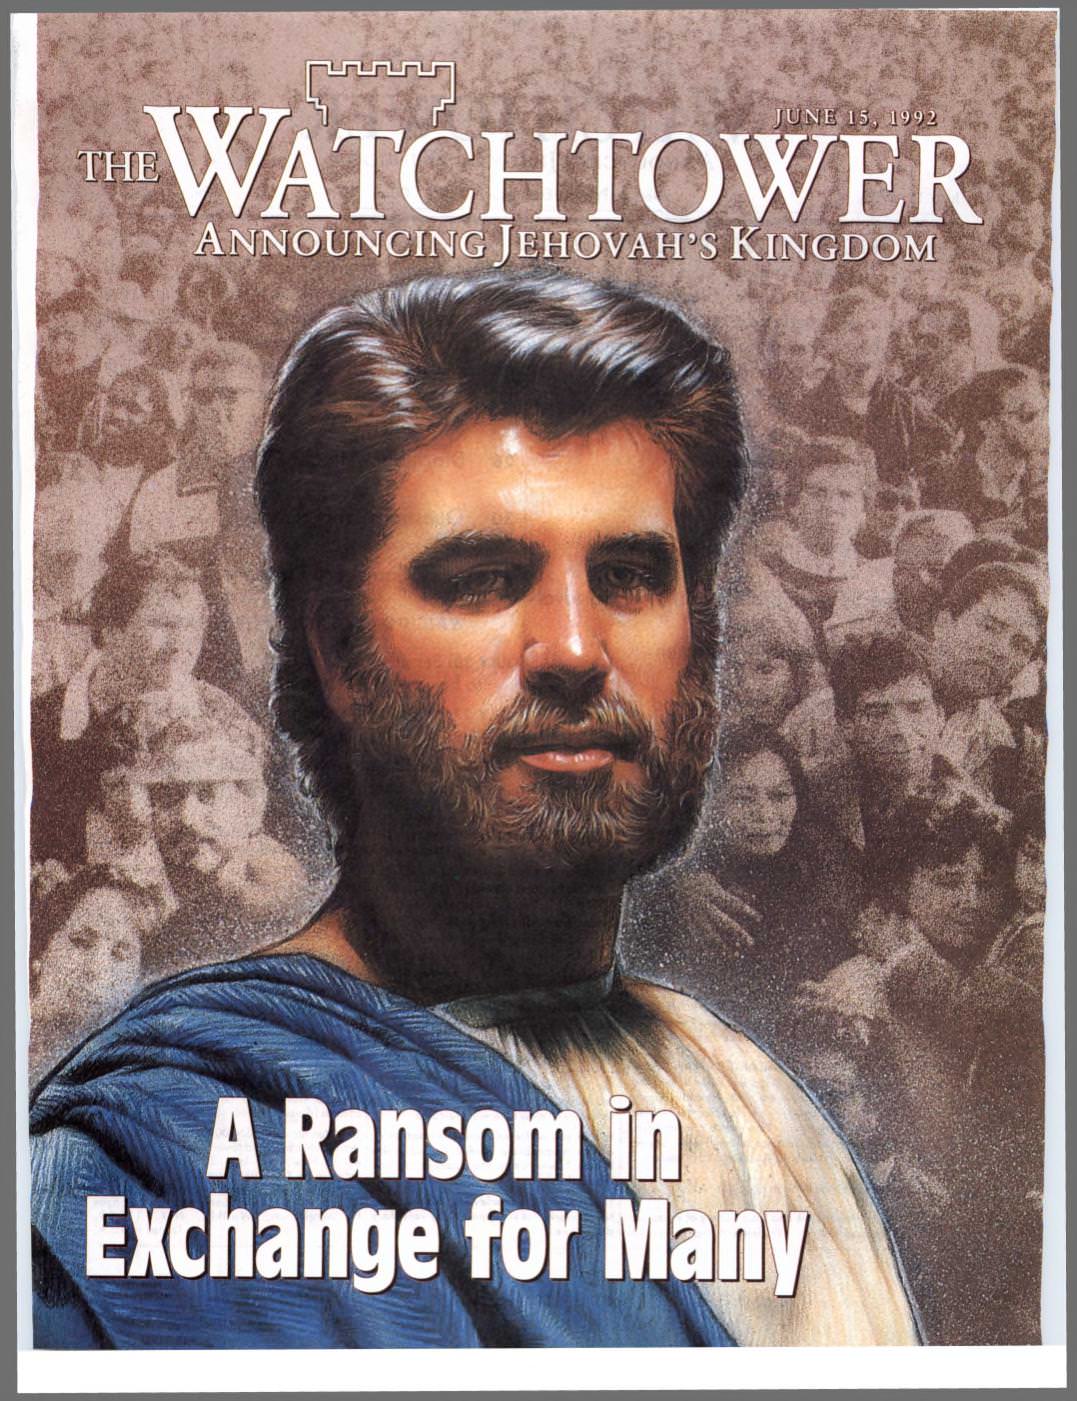 JUNE 15, 1992
THE WATCHTOWER
ANNOUNCING JEHOVAH'S KINGDOM
A Ransom in
Exchange for Many